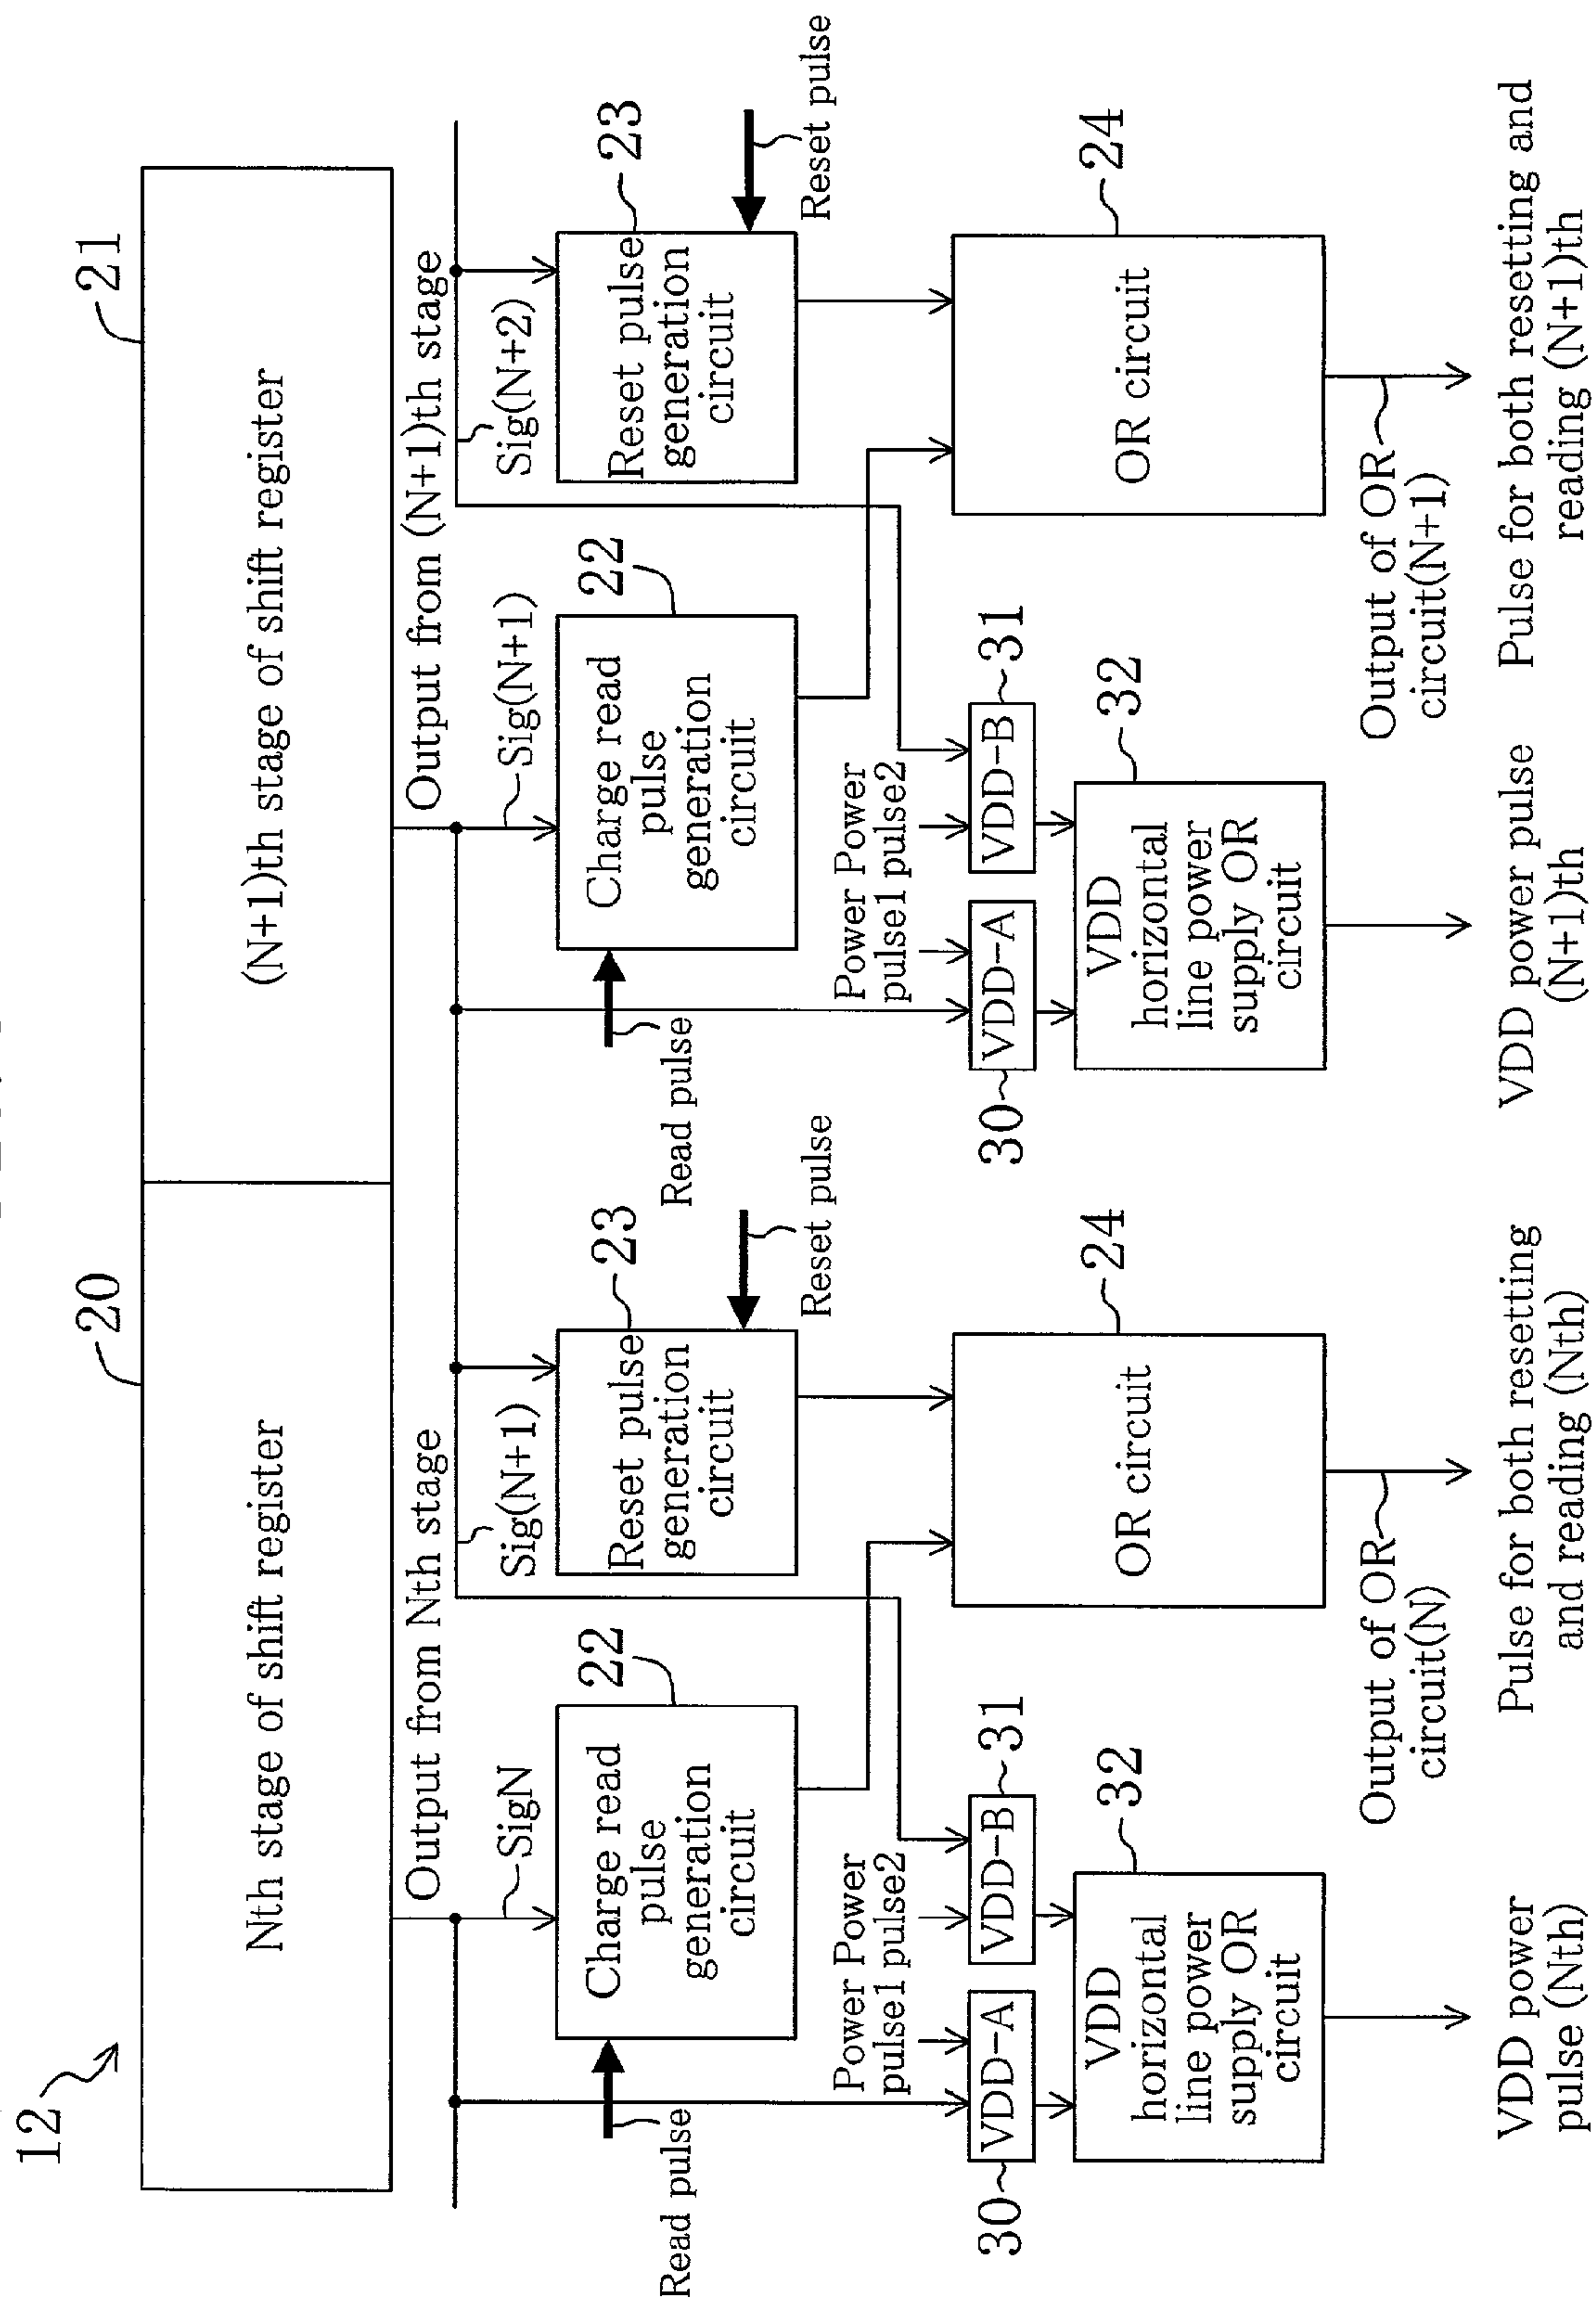 12
20
21
Nth stage of shift register
(N+1)th stage of shift register
Output from Nth stage
Output from (N+1)th stage
SigN
Sig(N+1)
Sig(N+1)
Sig(N+2)
22
Charge read
pulse
generation
circuit
Read pulse
23
Reset pulse
generation
circuit
Reset pulse
22
Charge read
pulse
generation
circuit
Read pulse
23
Reset pulse
generation
circuit
Reset pulse
Power Power
pulse1 pulse2
30
VDD-A
VDD-B
31
24
OR circuit
Power Power
pulse1 pulse2
30
VDD-A
VDD-B
31
24
OR circuit
32
VDD
horizontal
line power
supply OR
circuit
32
VDD
horizontal
line power
supply OR
circuit
Output of OR
circuit(N)
Output of OR
circuit(N+1)
VDD power
pulse (Nth)
Pulse for both resetting
and reading (Nth)
VDD power pulse
(N+1)th
Pulse for both resetting and
reading (N+1)th